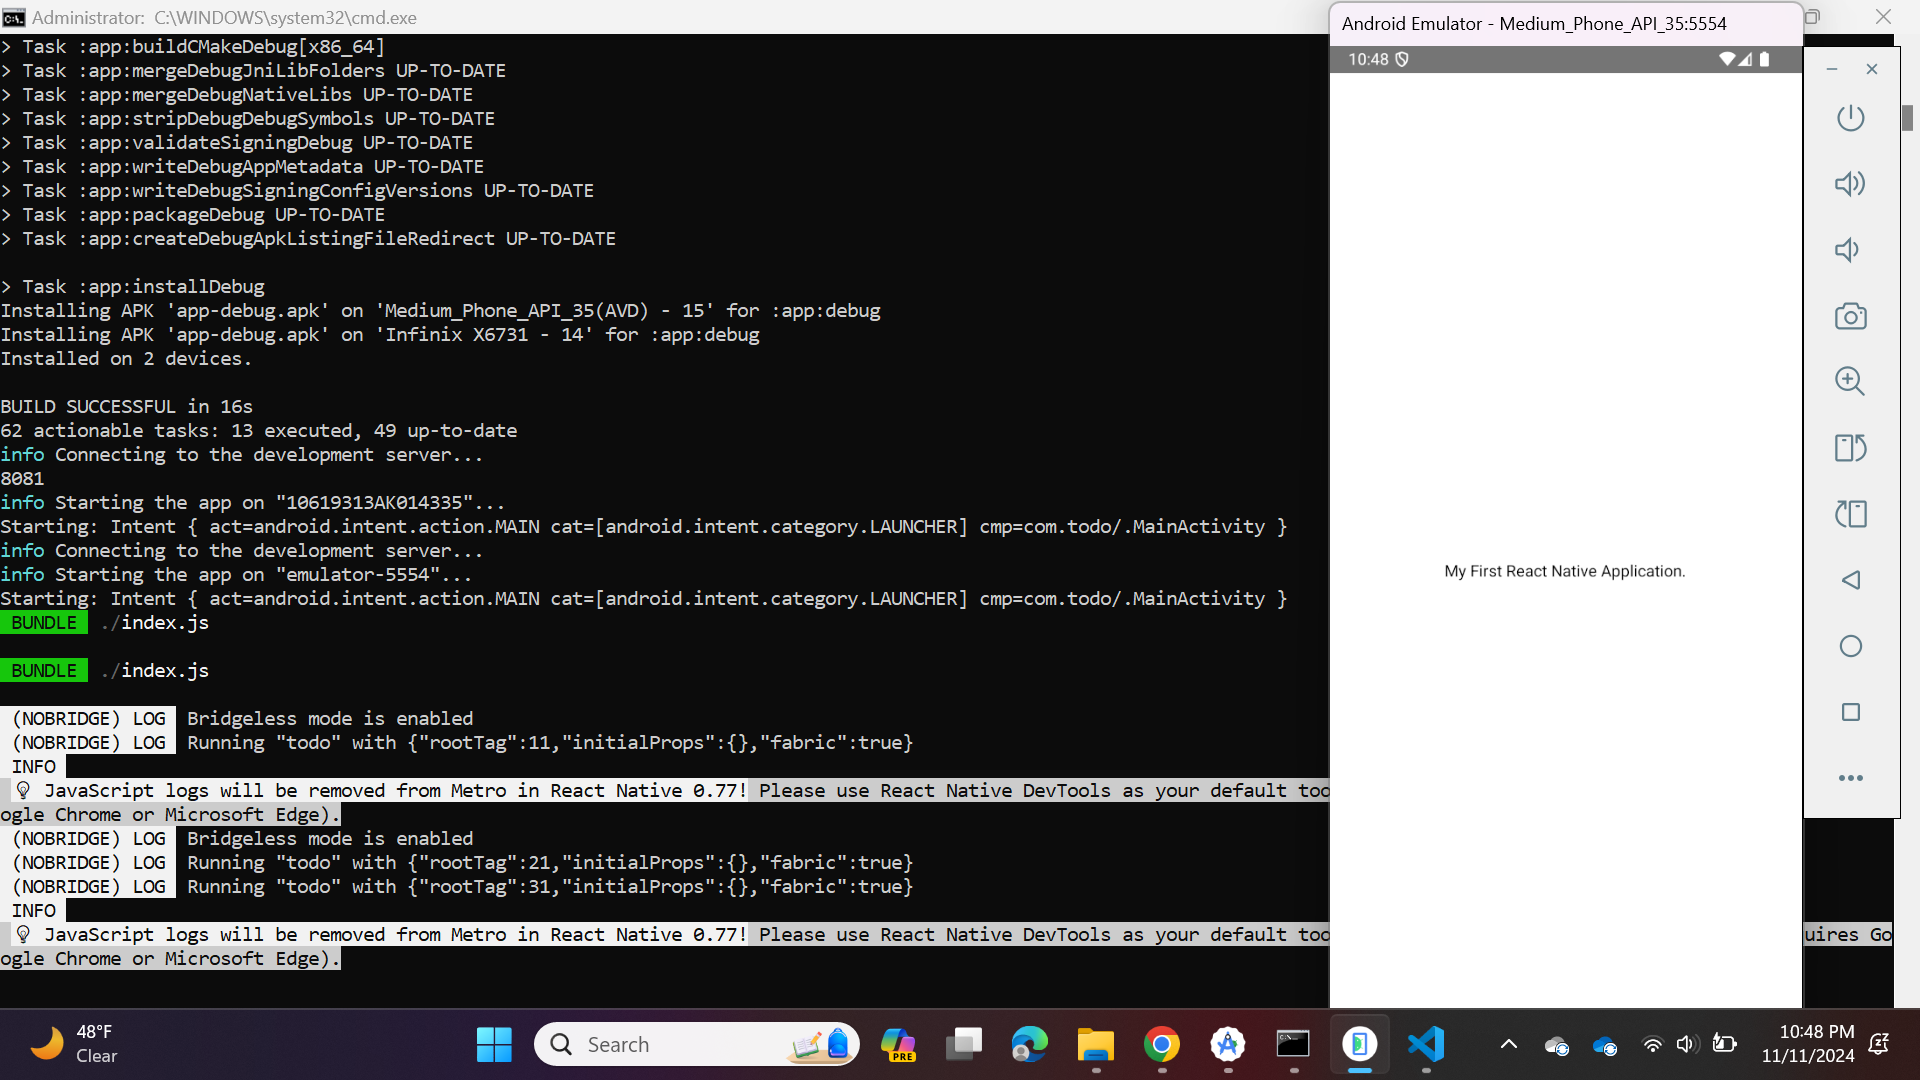 Administrator:  C:\WINDOWS\system32\cmd.exe
> Task :app:buildCMakeDebug[x86_64]
> Task :app:mergeDebugJniLibFolders UP-TO-DATE
> Task :app:mergeDebugNativeLibs UP-TO-DATE
> Task :app:stripDebugDebugSymbols UP-TO-DATE
> Task :app:validateSigningDebug UP-TO-DATE
> Task :app:writeDebugAppMetadata UP-TO-DATE
> Task :app:writeDebugSigningConfigVersions UP-TO-DATE
> Task :app:packageDebug UP-TO-DATE
> Task :app:createDebugApkListingFileRedirect UP-TO-DATE
> Task :app:installDebug
Installing APK 'app-debug.apk' on 'Medium_Phone_API_35(AVD) - 15' for :app:debug
Installing APK 'app-debug.apk' on 'Infinix X6731 - 14' for :app:debug
Installed on 2 devices.
BUILD SUCCESSFUL in 16s
62 actionable tasks: 13 executed, 49 up-to-date
info Connecting to the development server...
8081
info Starting the app on "10619313AK014335"...
Starting: Intent { act=android.intent.action.MAIN cat=[android.intent.category.LAUNCHER] cmp=com.todo/.MainActivity }
info Connecting to the development server...
info Starting the app on "emulator-5554"...
Starting: Intent { act=android.intent.action.MAIN cat=[android.intent.category.LAUNCHER] cmp=com.todo/.MainActivity }
BUNDLE ./index.js
BUNDLE ./index.js
(NOBRIDGE) LOG Bridgeless mode is enabled
(NOBRIDGE) LOG Running "todo" with {"rootTag":11,"initialProps":{},"fabric":true}
INFO
JavaScript logs will be removed from Metro in React Native 0.77! Please use React Native DevTools as your default too
ogle Chrome or Microsoft Edge).
(NOBRIDGE) LOG Bridgeless mode is enabled
(NOBRIDGE) LOG Running "todo" with {"rootTag":21,"initialProps":{},"fabric":true}
(NOBRIDGE) LOG Running "todo" with {"rootTag":31,"initialProps":{},"fabric":true}
INFO
JavaScript logs will be removed from Metro in React Native 0.77! Please use React Native DevTools as your default too uires Go
ogle Chrome or Microsoft Edge).
Android Emulator - Medium_Phone_API_35:5554
10:48
My First React Native Application.
48°F
Clear
Search
PRE
10:48 PM
11/11/2024